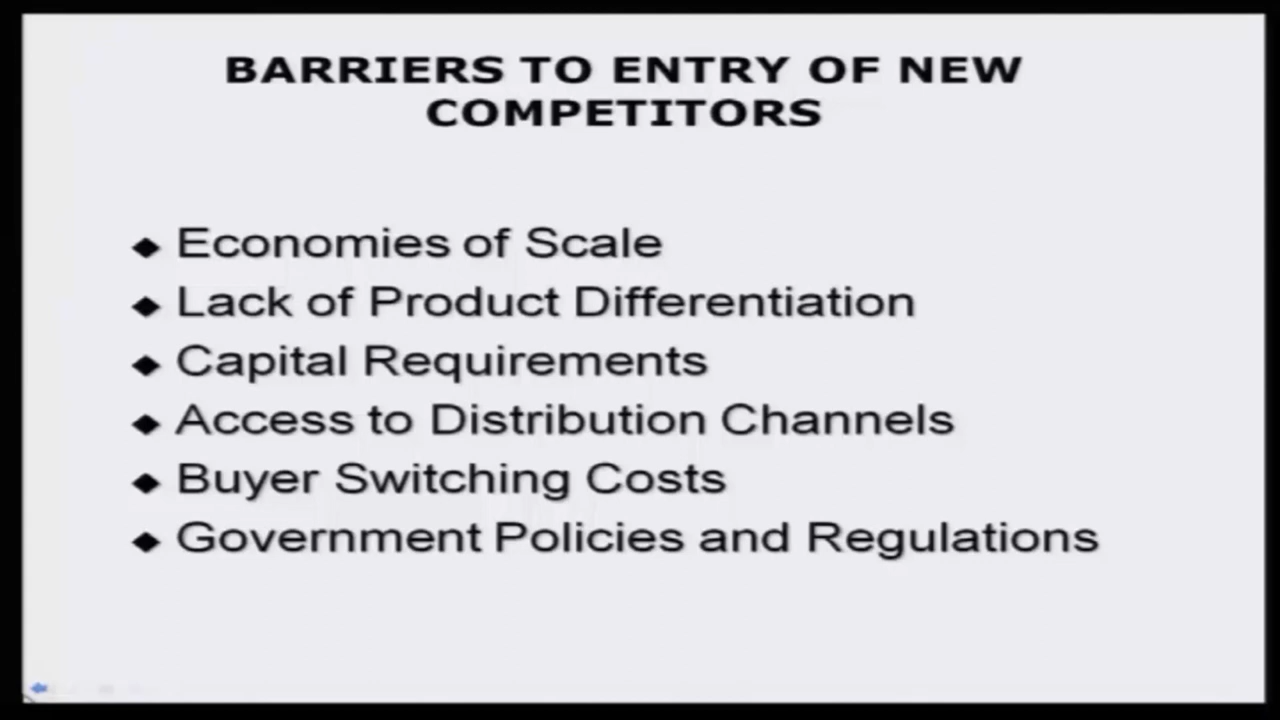 BARRIERS TO ENTRY OF NEW
COMPETITORS
Economies of Scale
Lack of Product Differentiation
Capital Requirements
Access to Distribution Channels
Buyer Switching Costs
Government Policies and Regulations